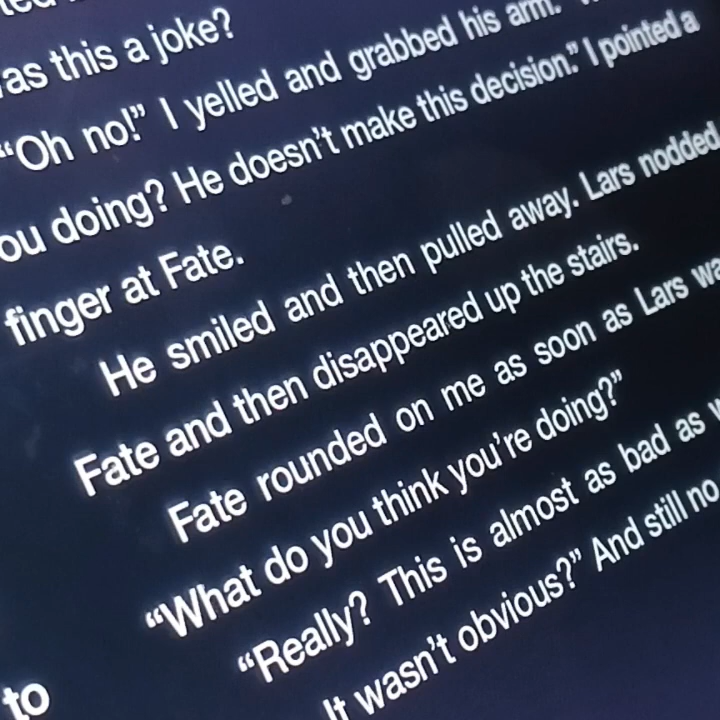 as this a joke?
“Oh no!” I yelled and grabbed his arm.
ou doing? He doesn’t make this decision.” I pointed a
finger at Fate.
He smiled and then pulled away. Lars nodded
Fate and then disappeared up the stairs.
Fate rounded on me as soon as Lars wa
“What do you think you’re doing?”
“Really? This is almost as bad as
It wasn’t obvious?” And still no
to